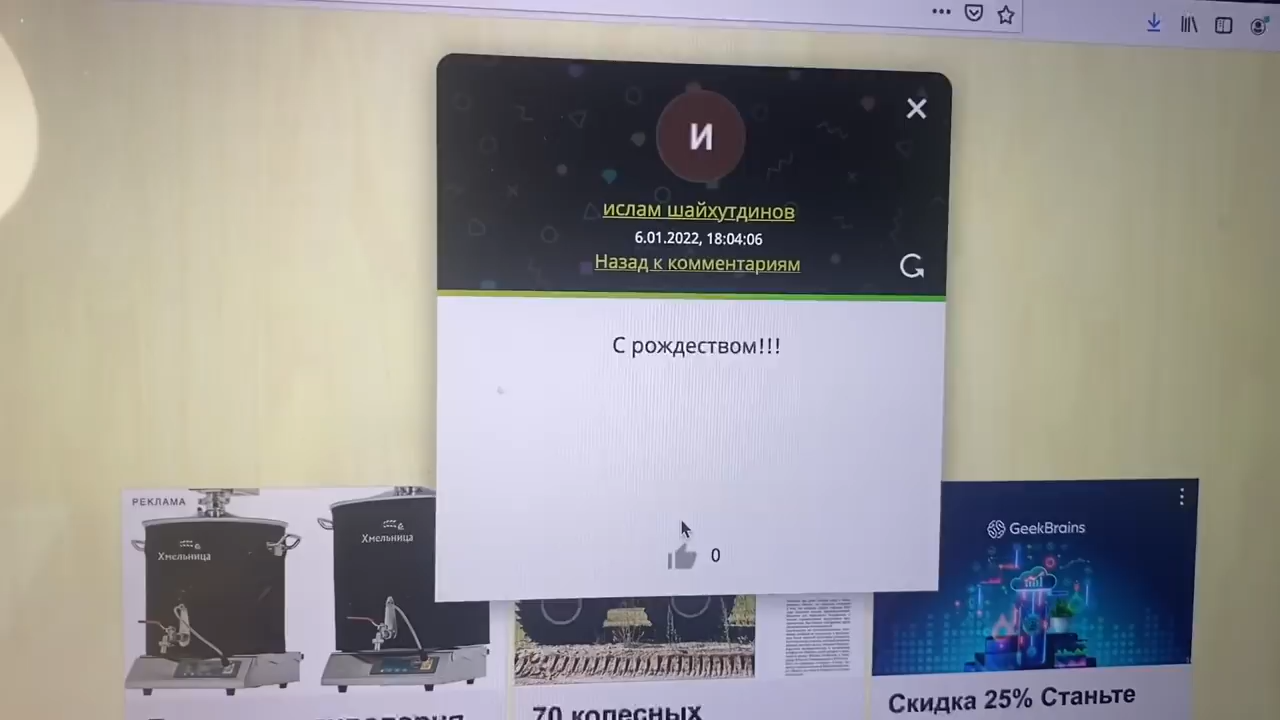 И
ислам шайхутдинов
6.01.2022, 18:04:06
Назад к комментариям
С рождеством!!!
0
РЕКЛАМА
Хмельница
Хмельница
GeekBrains
70 колесных
Скидка 25% Станьте